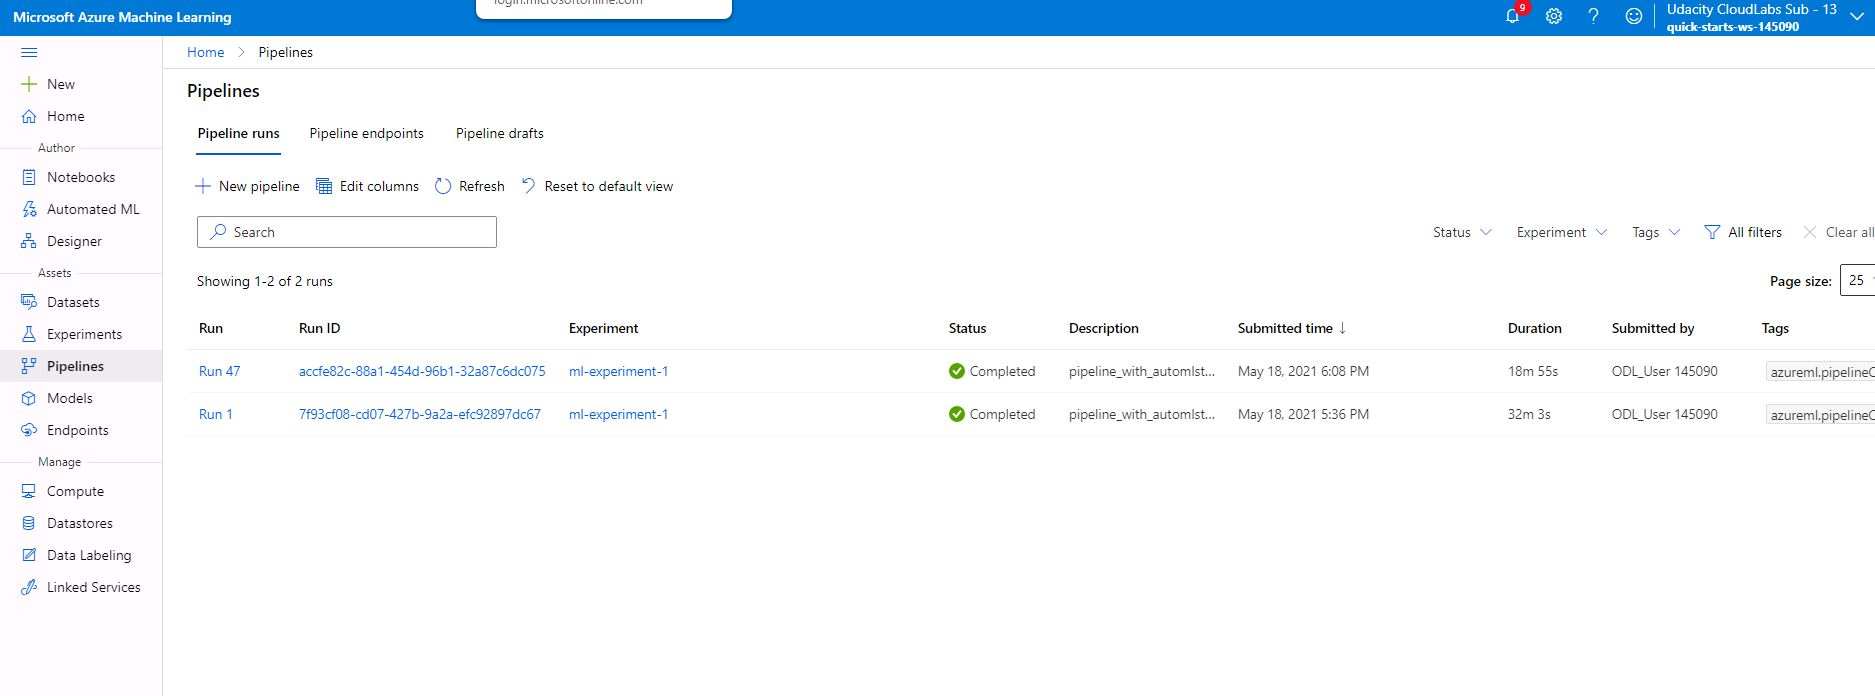 Microsoft Azure Machine Learning
login.microsoftonline.com
9
Udacity CloudLabs Sub - 13
quick-starts-ws-145090
New
Home
Author
Notebooks
Automated ML
Designer
Assets
Datasets
Experiments
Pipelines
Models
Endpoints
Manage
Compute
Datastores
Data Labeling
Linked Services
Home > Pipelines
Pipelines
Pipeline runs Pipeline endpoints Pipeline drafts
New pipeline Edit columns Refresh Reset to default view
Search
Status Experiment Tags All filters Clear all
Showing 1-2 of 2 runs
Page size: 25
Run Run ID Experiment Status Description Submitted time ↓ Duration Submitted by Tags
Run 47 accfe82c-88a1-454d-96b1-32a87c6dc075 ml-experiment-1 Completed pipeline_with_automlst... May 18, 2021 6:08 PM 18m 55s ODL_User 145090 azureml.pipelineC
Run 1 7f93cf08-cd07-427b-9a2a-efc92897dc67 ml-experiment-1 Completed pipeline_with_automlst... May 18, 2021 5:36 PM 32m 3s ODL_User 145090 azureml.pipelineC